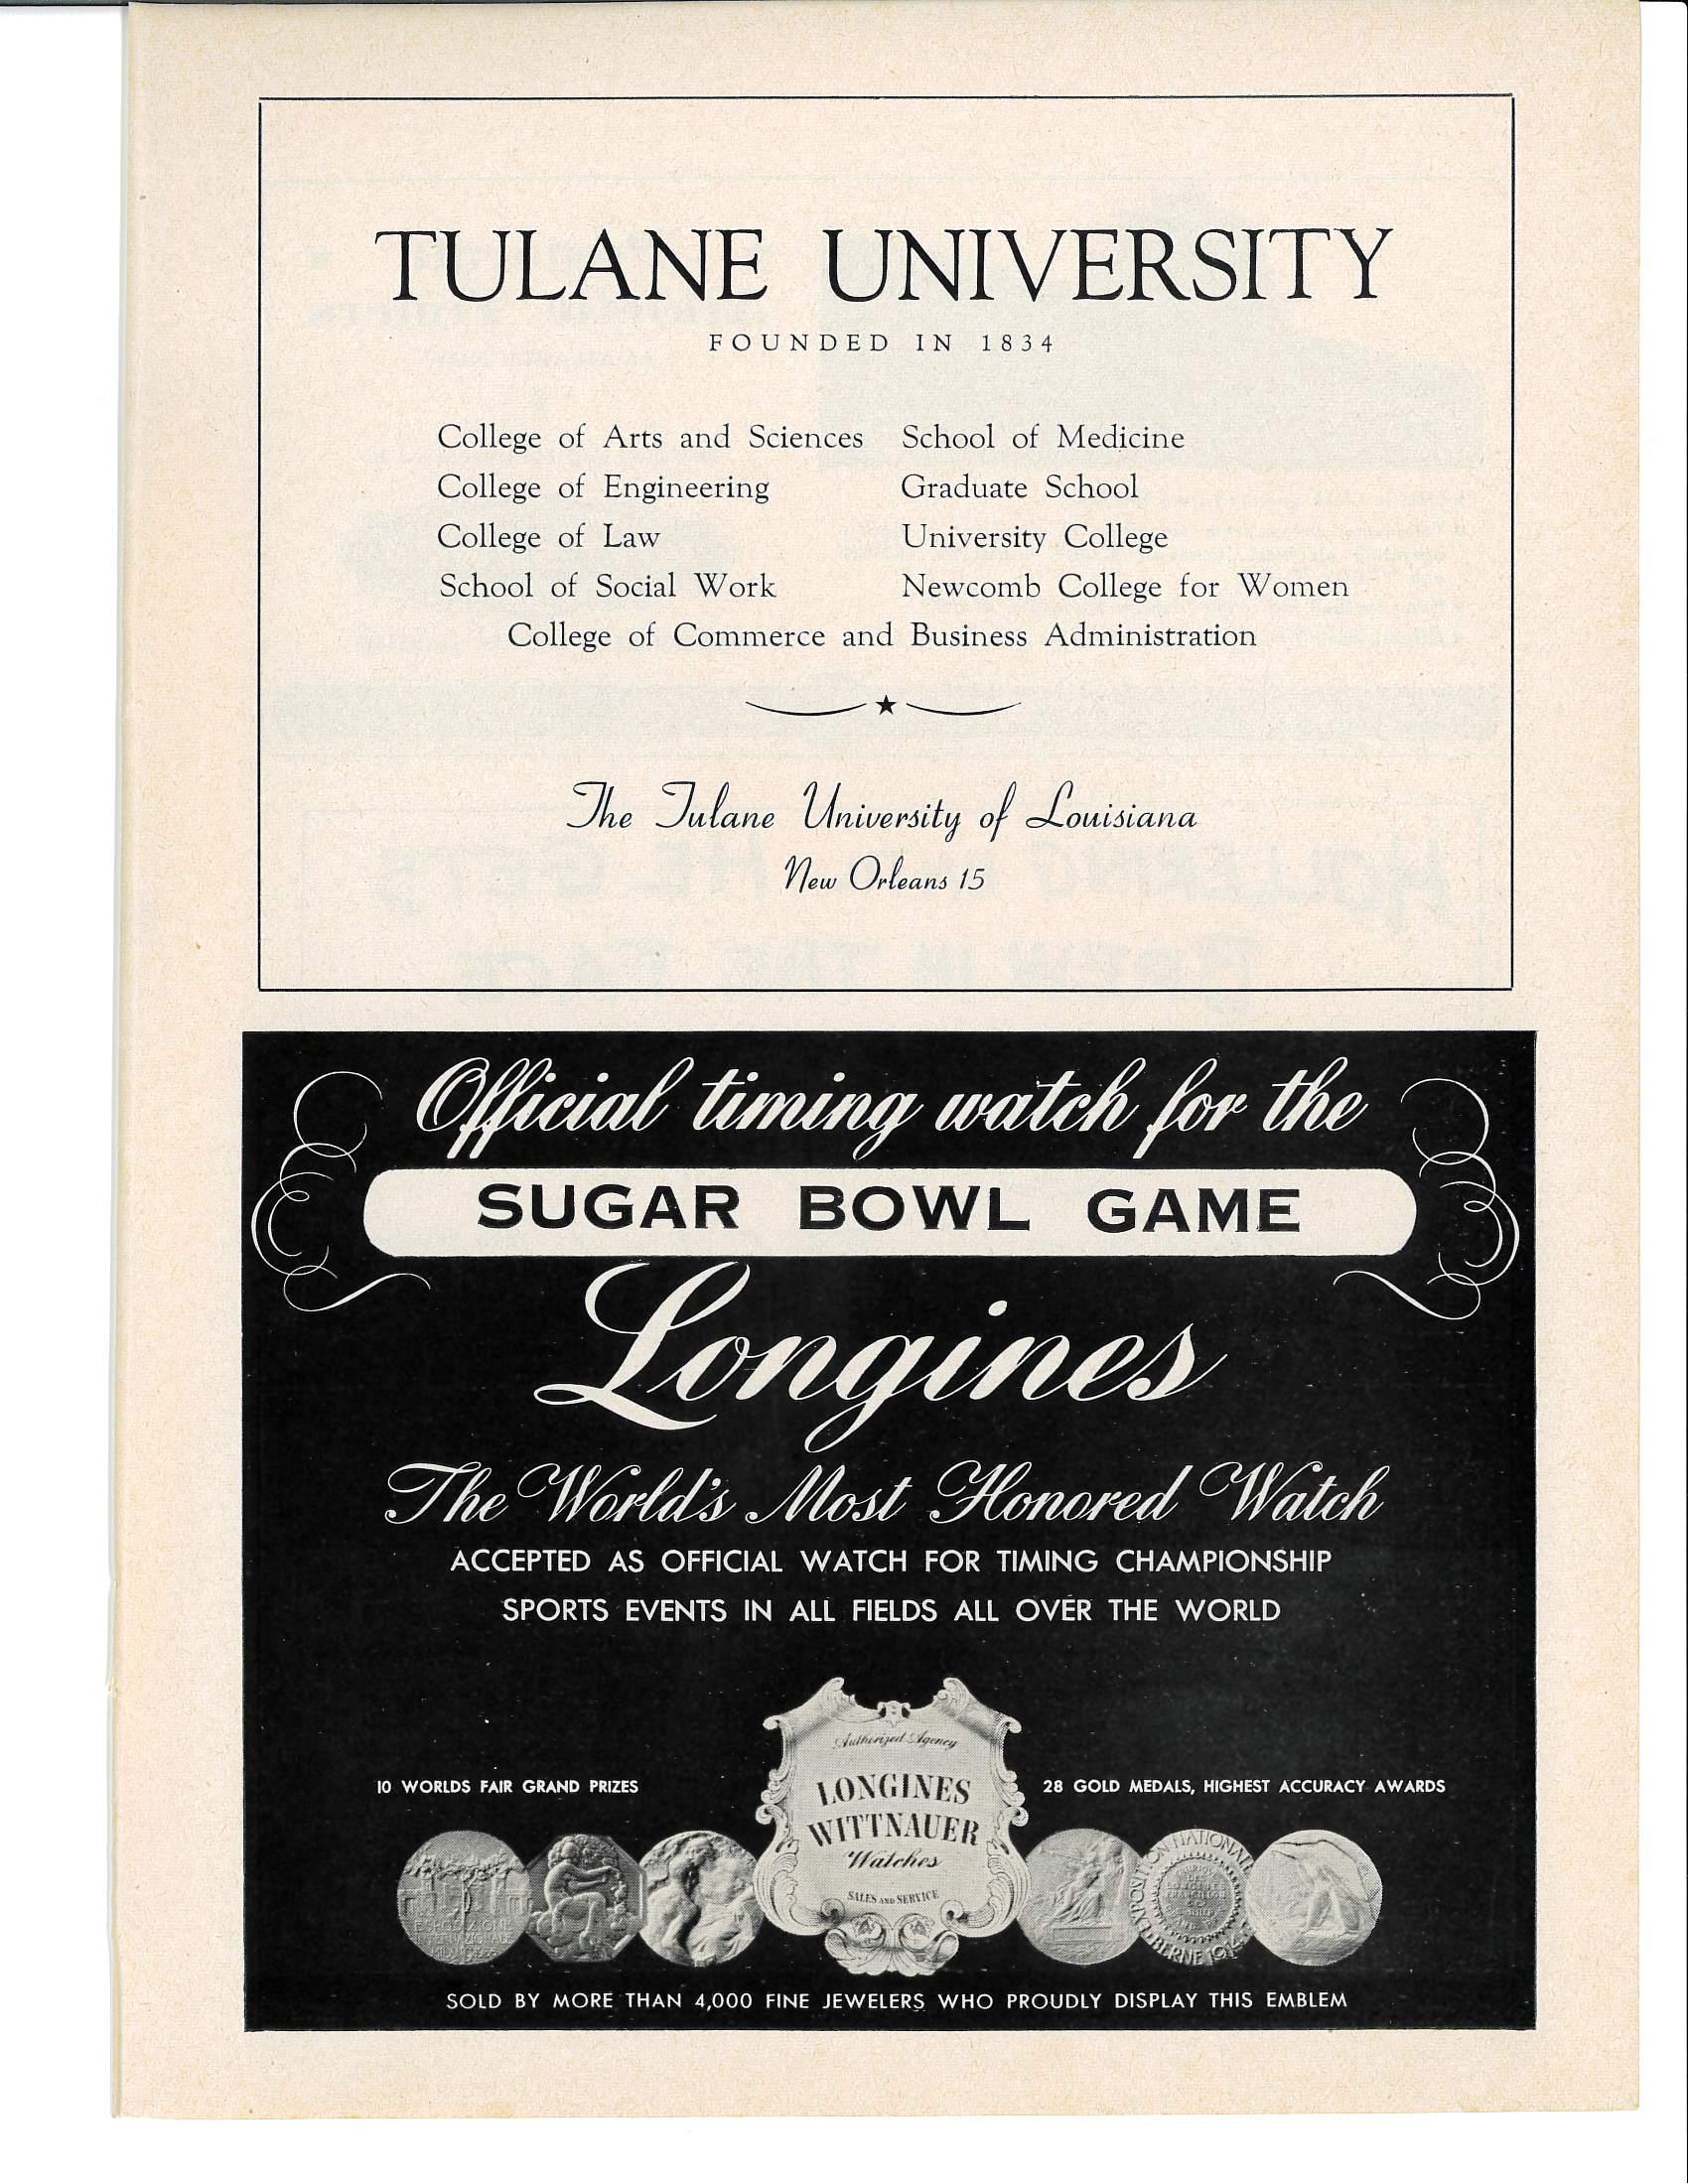 TULANE UNIVERSITY
FOUNDED IN 1834
College of Arts and Sciences School of Medicine
College of Engineering Graduate School
College of Law University College
School of Social Work Newcomb College for Women
College of Commerce and Business Administration
The Tulane University of Louisiana
New Orleans 15
Official timing watch for the
SUGAR BOWL GAME
Longines
The World's Most Honored Watch
ACCEPTED AS OFFICIAL WATCH FOR TIMING CHAMPIONSHIP
SPORTS EVENTS IN ALL FIELDS ALL OVER THE WORLD
Authorized Agency
10 WORLDS FAIR GRAND PRIZES
LONGINES
28 GOLD MEDALS, HIGHEST ACCURACY AWARDS
WITTNAUER
Watches
SALES AND SERVICE
EXPOSITION NATIONALE
BERNE 1914
SOLD BY MORE THAN 4,000 FINE JEWELERS WHO PROUDLY DISPLAY THIS EMBLEM